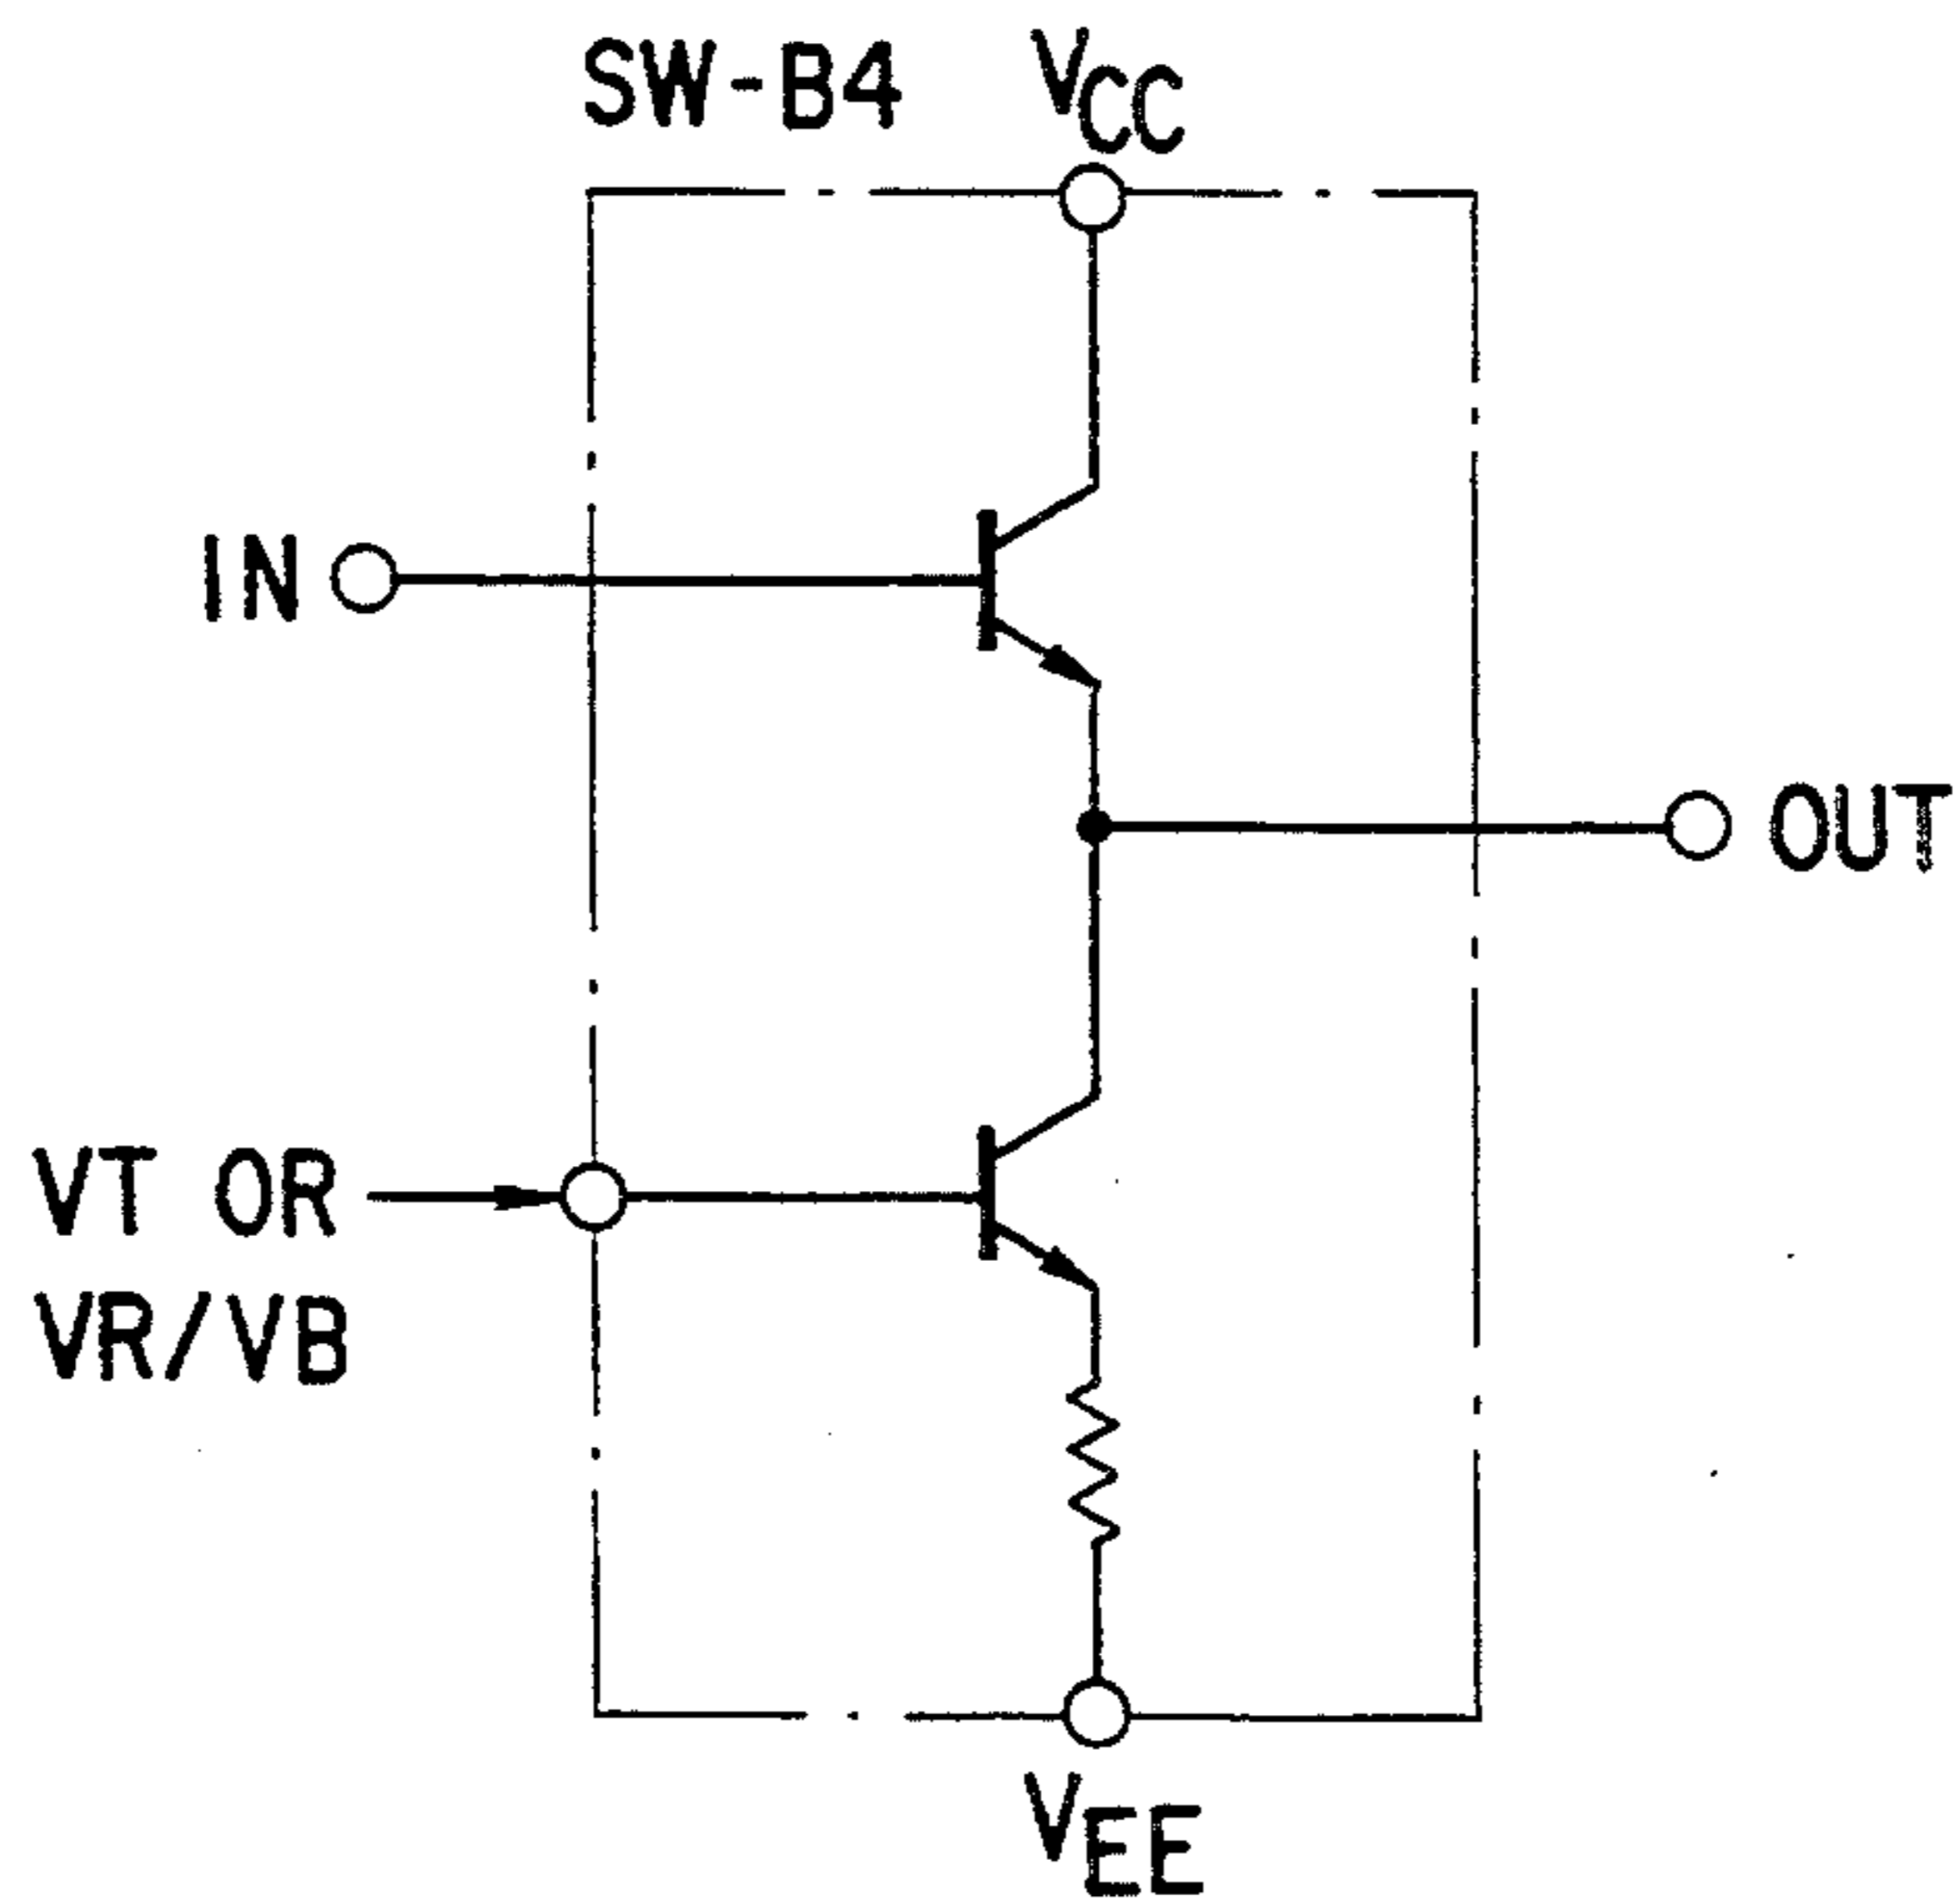 SW-B4
VCC
IN
OUT
VT OR
VR/VB
VEE